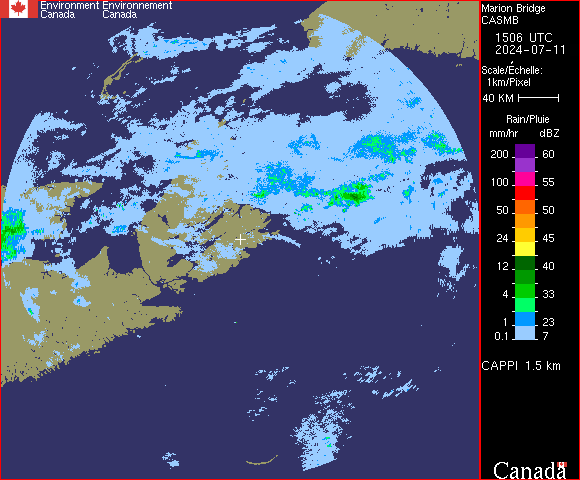 Environment Environnement
Canada Canada
Marion Bridge
CASMB
1506 UTC
2024-07-11
Scale/Échelle:
1km/Pixel
40 KM
Rain/Pluie
mm/hr dBZ
200 60
100 55
50 50
24 45
12 40
4 33
1 23
0.1 7
CAPPI 1.5 km
Canada